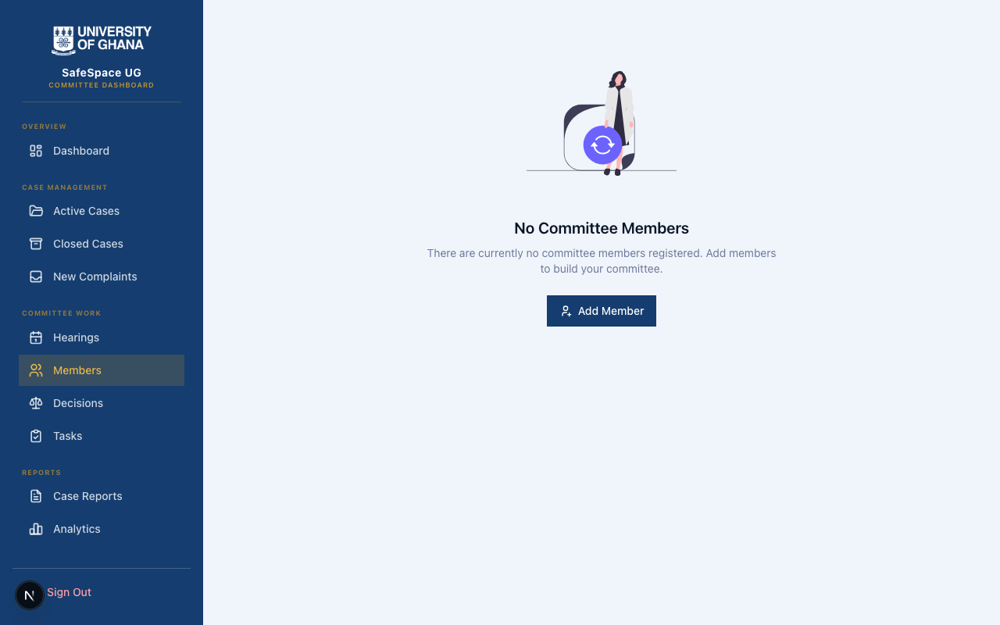 UNIVERSITY
OF GHANA
SafeSpace UG
COMMITTEE DASHBOARD
OVERVIEW
Dashboard
CASE MANAGEMENT
Active Cases
Closed Cases
New Complaints
COMMITTEE WORK
Hearings
Members
Decisions
Tasks
REPORTS
Case Reports
Analytics
N
Sign Out
No Committee Members
There are currently no committee members registered. Add members
to build your committee.
Add Member